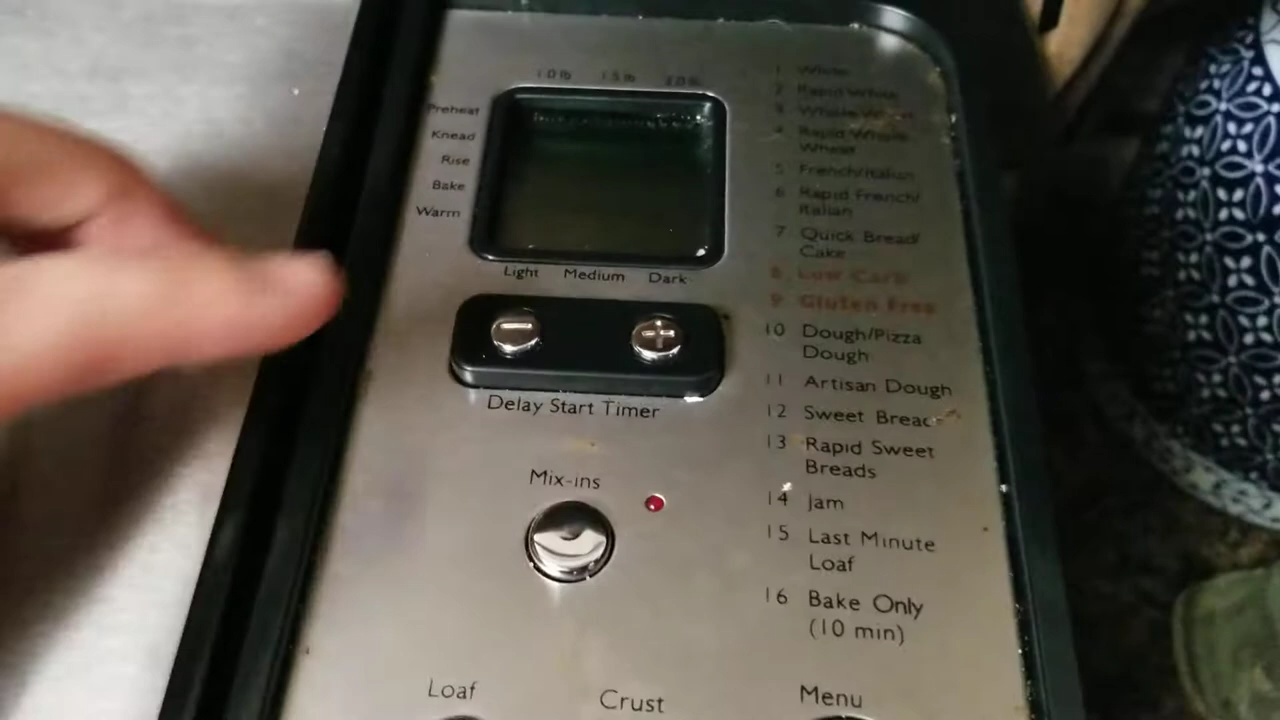 1.0 lb 1.5 lb 2.0 lb
Preheat
Knead
Rise
Bake
Warm
Light Medium Dark
Delay Start Timer
Mix-ins
Loaf
Crust
Menu
1 White
2 Rapid White
3 Whole Wheat
4 Rapid Whole
Wheat
5 French/Italian
6 Rapid French/
Italian
7 Quick Bread/
Cake
8 Low Carb
9 Gluten Free
10 Dough/Pizza
Dough
11 Artisan Dough
12 Sweet Bread
13 Rapid Sweet
Breads
14 Jam
15 Last Minute
Loaf
16 Bake Only
(10 min)